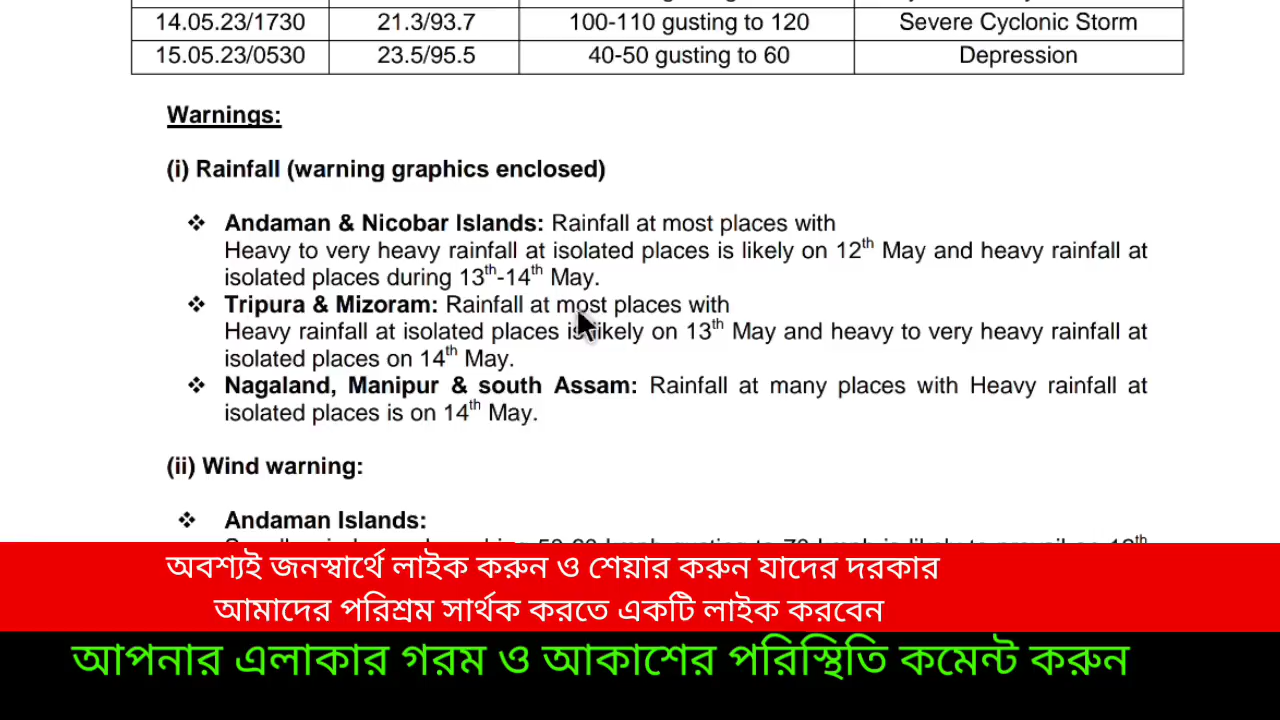 14.05.23/1730 21.3/93.7 100-110 gusting to 120 Severe Cyclonic Storm
15.05.23/0530 23.5/95.5 40-50 gusting to 60 Depression
Warnings:
(i) Rainfall (warning graphics enclosed)
❖ Andaman & Nicobar Islands: Rainfall at most places with
Heavy to very heavy rainfall at isolated places is likely on 12th May and heavy rainfall at
isolated places during 13th-14th May.
❖ Tripura & Mizoram: Rainfall at most places with
Heavy rainfall at isolated places is likely on 13th May and heavy to very heavy rainfall at
isolated places on 14th May.
❖ Nagaland, Manipur & south Assam: Rainfall at many places with Heavy rainfall at
isolated places is on 14th May.
(ii) Wind warning:
❖ Andaman Islands:
অবশ্যই জনস্বার্থে লাইক করুন ও শেয়ার করুন যাদের দরকার
আমাদের পরিশ্রম সার্থক করতে একটি লাইক করবেন
আপনার এলাকার গরম ও আকাশের পরিস্থিতি কমেন্ট করুন